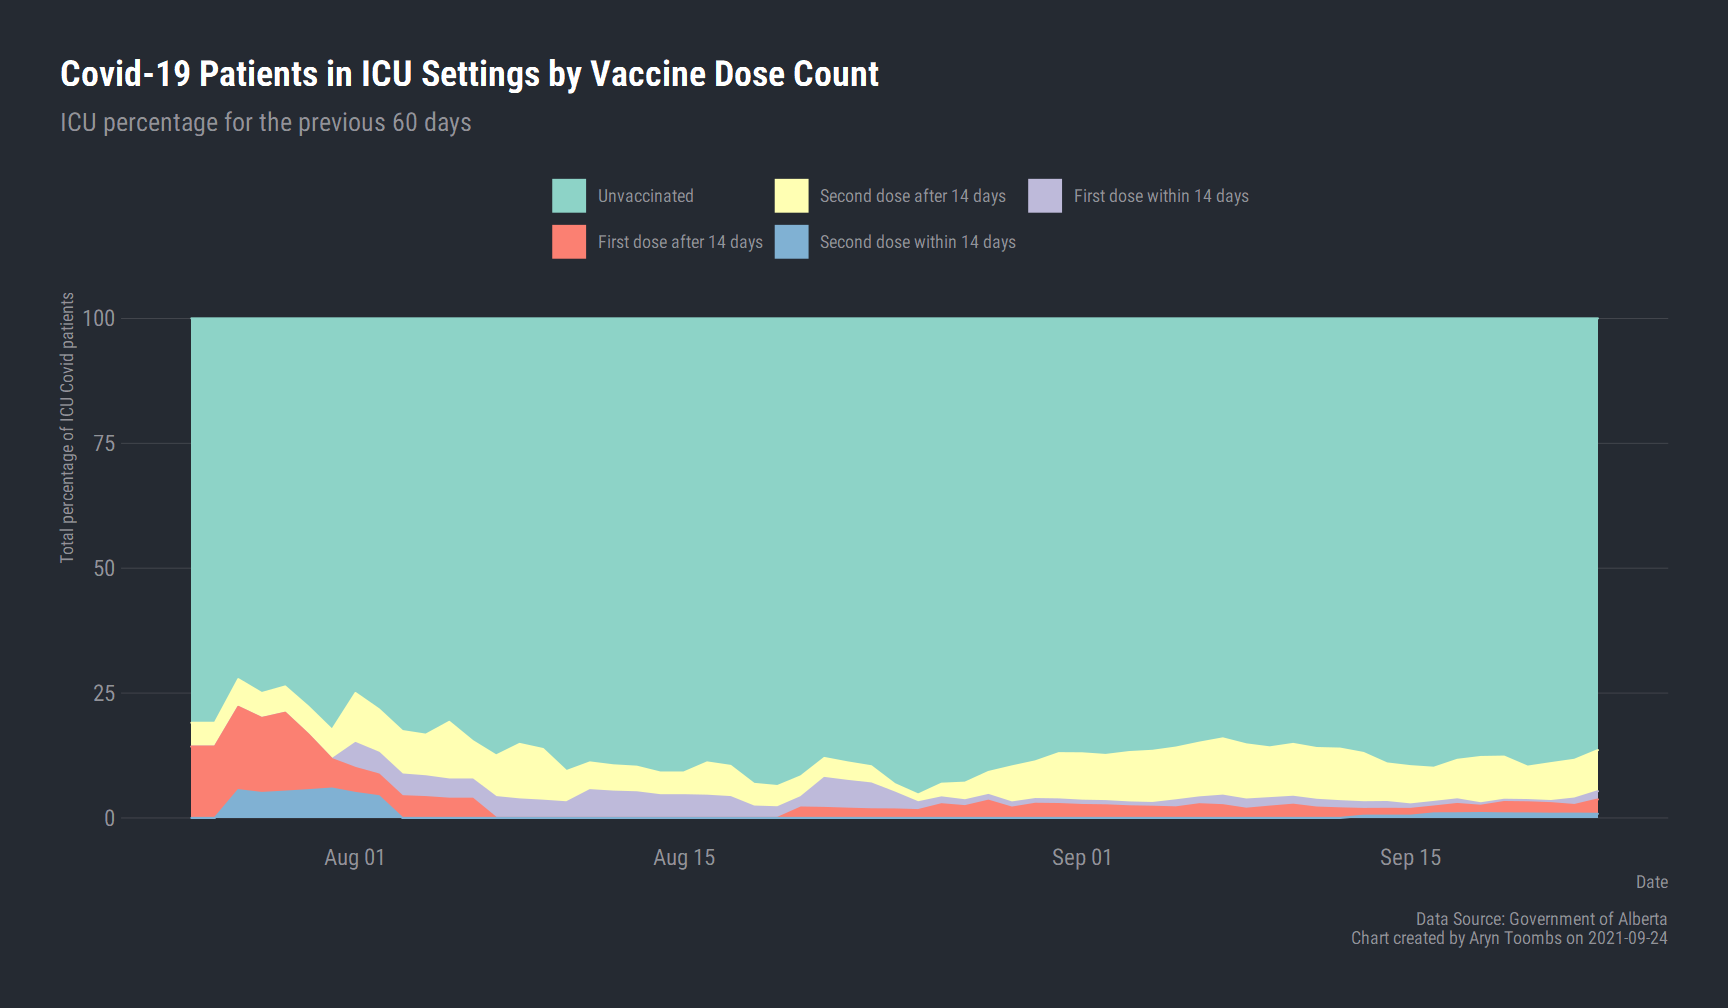 Covid-19 Patients in ICU Settings by Vaccine Dose Count
ICU percentage for the previous 60 days
Unvaccinated
Second dose after 14 days
First dose within 14 days
First dose after 14 days
Second dose within 14 days
Total percentage of ICU Covid patients
100
75
50
25
0
Aug 01
Aug 15
Sep 01
Sep 15
Date
Data Source: Government of Alberta
Chart created by Aryn Toombs on 2021-09-24